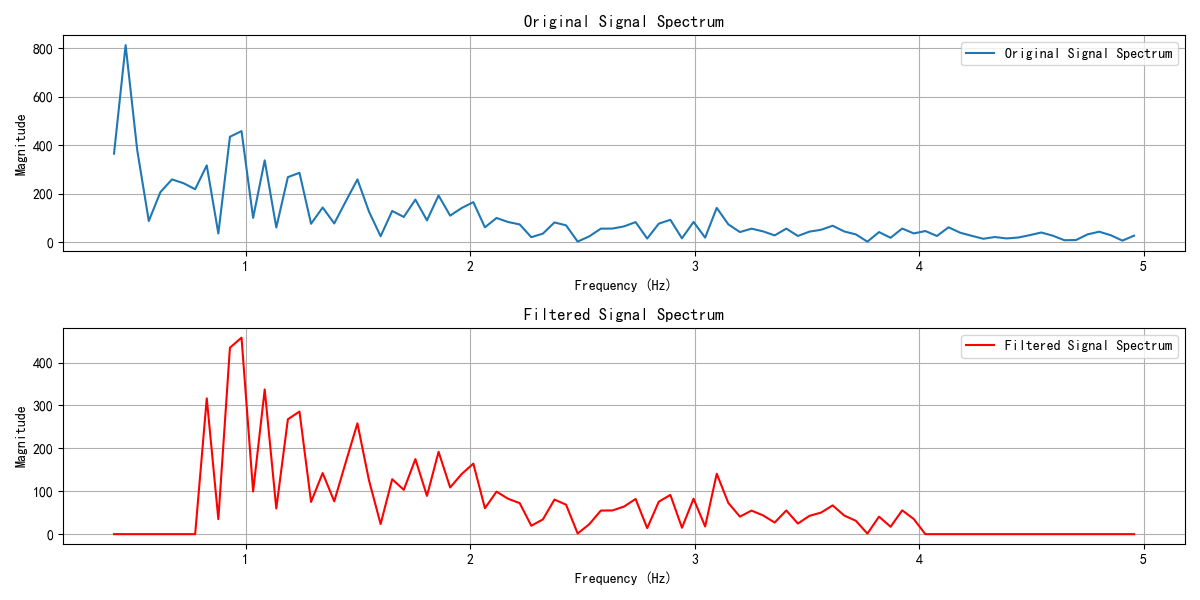 Original Signal Spectrum
Original Signal Spectrum
Magnitude
800
600
400
200
0
1 2 3 4 5
Frequency (Hz)
Filtered Signal Spectrum
Filtered Signal Spectrum
Magnitude
400
300
200
100
0
1 2 3 4 5
Frequency (Hz)